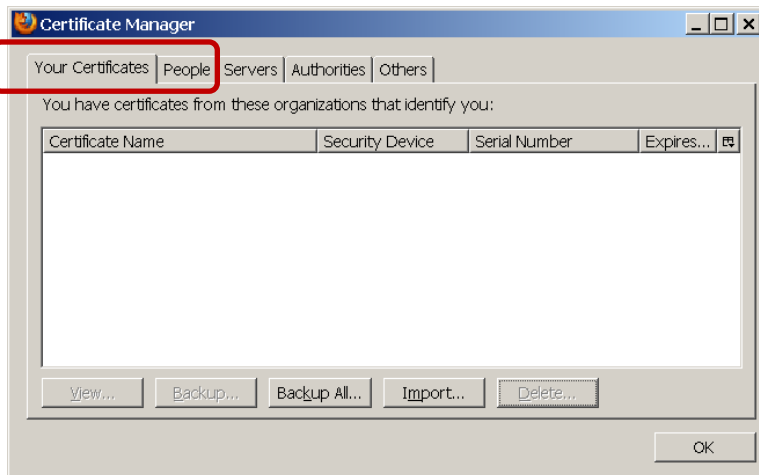 Certificate Manager
Your Certificates People Servers Authorities Others
You have certificates from these organizations that identify you:
Certificate Name Security Device Serial Number Expires...
View... Backup... Backup All... Import... Delete...
OK